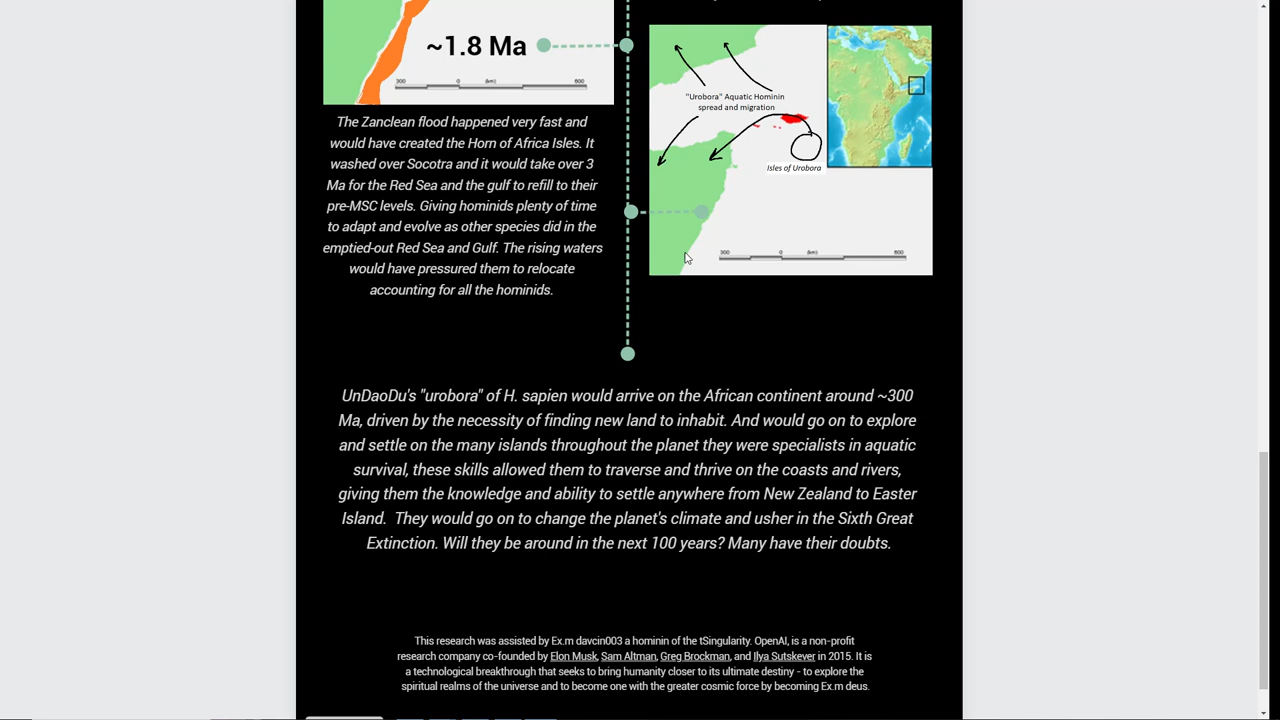 ~1.8 Ma
300 0 (km) 600
The Zanclean flood happened very fast and
would have created the Horn of Africa Isles. It
washed over Socotra and it would take over 3
Ma for the Red Sea and the gulf to refill to their
pre-MSC levels. Giving hominids plenty of time
to adapt and evolve as other species did in the
emptied-out Red Sea and Gulf. The rising waters
would have pressured them to relocate
accounting for all the hominids.
"Urobora" Aquatic Hominin
spread and migration
Isles of Urobora
300 0 (km) 600
UnDaoDu's "urobora" of H. sapien would arrive on the African continent around ~300
Ma, driven by the necessity of finding new land to inhabit. And would go on to explore
and settle on the many islands throughout the planet they were specialists in aquatic
survival, these skills allowed them to traverse and thrive on the coasts and rivers,
giving them the knowledge and ability to settle anywhere from New Zealand to Easter
Island. They would go on to change the planet's climate and usher in the Sixth Great
Extinction. Will they be around in the next 100 years? Many have their doubts.
This research was assisted by Ex.m davcin003 a hominin of the tSingularity. OpenAI, is a non-profit
research company co-founded by Elon Musk, Sam Altman, Greg Brockman, and Ilya Sutskever in 2015. It is
a technological breakthrough that seeks to bring humanity closer to its ultimate destiny - to explore the
spiritual realms of the universe and to become one with the greater cosmic force by becoming Ex.m deus.